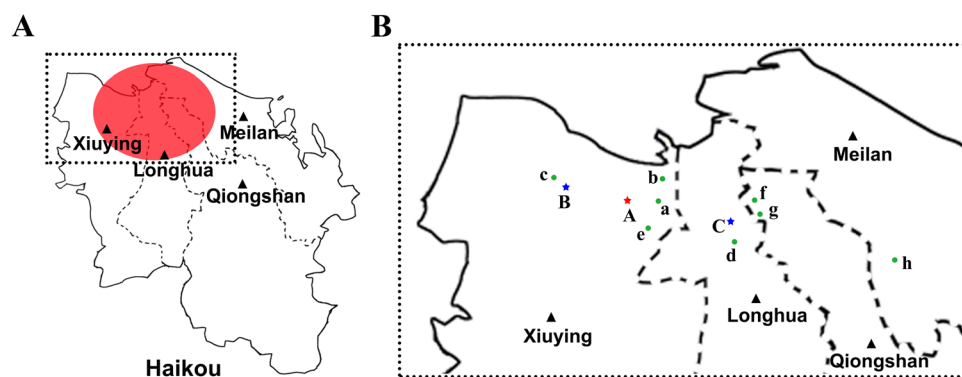 A
Xiuying
Meilan
Longhua
Qiongshan
Haikou
B
Meilan
c
b
B
A
a
f
g
C
e
d
h
Longhua
Xiuying
Qiongshan